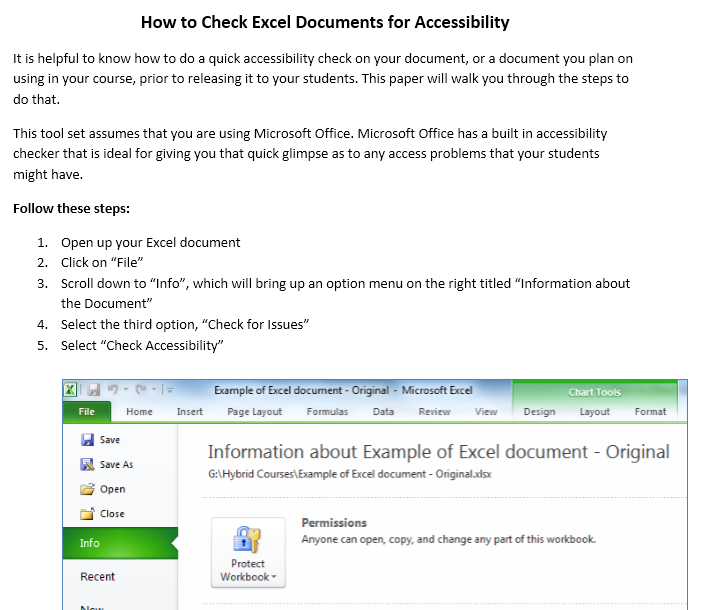 How to Check Excel Documents for Accessibility
It is helpful to know how to do a quick accessibility check on your document, or a document you plan on
using in your course, prior to releasing it to your students. This paper will walk you through the steps to
do that.
This tool set assumes that you are using Microsoft Office. Microsoft Office has a built in accessibility
checker that is ideal for giving you that quick glimpse as to any access problems that your students
might have.
Follow these steps:
1. Open up your Excel document
2. Click on “File”
3. Scroll down to “Info”, which will bring up an option menu on the right titled “Information about
the Document”
4. Select the third option, “Check for Issues”
5. Select “Check Accessibility”
Example of Excel document - Original - Microsoft Excel
Chart Tools
File Home Insert Page Layout Formulas Data Review View Design Layout Format
Save
Save As
Open
Close
Info
Recent
New
Information about Example of Excel document - Original
G:\Hybrid Courses\Example of Excel document - Original.xlsx
Protect
Workbook
Permissions
Anyone can open, copy, and change any part of this workbook.